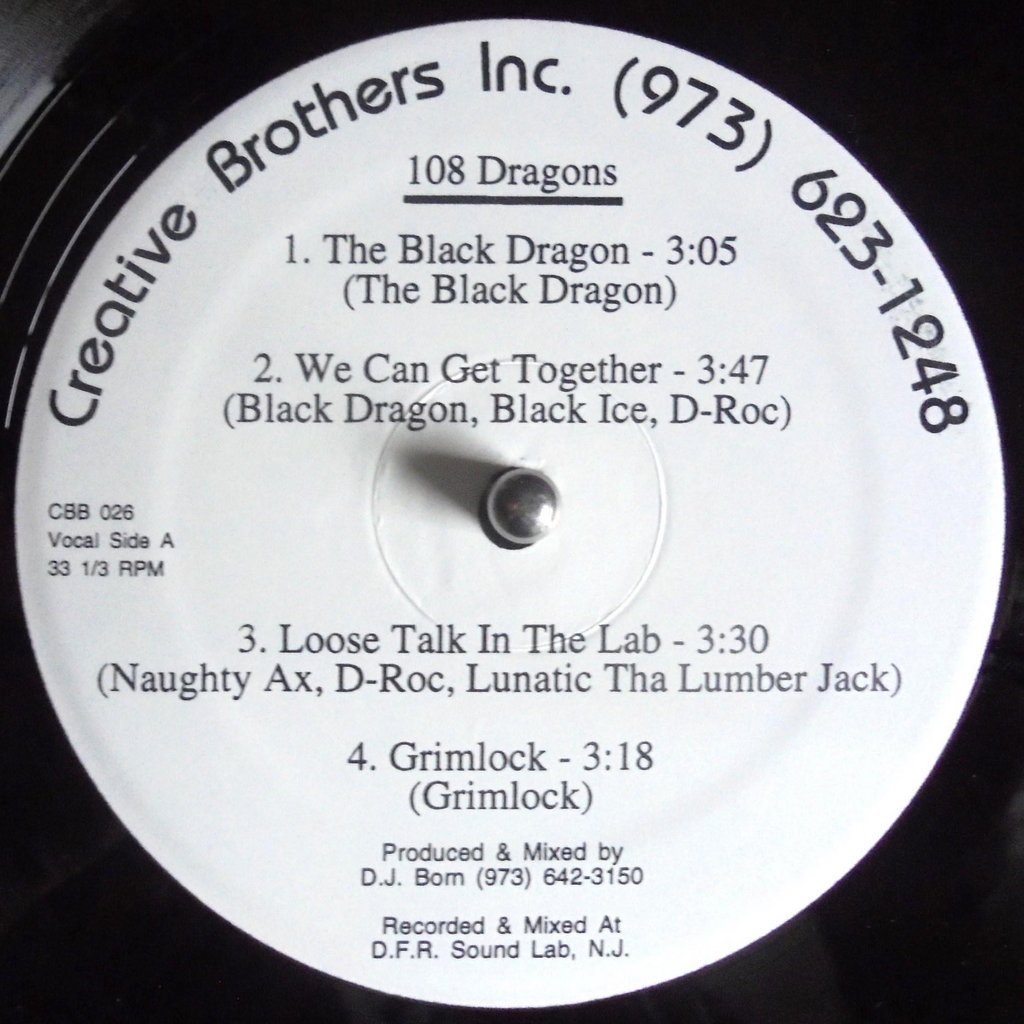 Creative Brothers Inc. (973) 623-1248
108 Dragons
1. The Black Dragon - 3:05
(The Black Dragon)
2. We Can Get Together - 3:47
(Black Dragon, Black Ice, D-Roc)
CBB 026
Vocal Side A
33 1/3 RPM
3. Loose Talk In The Lab - 3:30
(Naughty Ax, D-Roc, Lunatic Tha Lumber Jack)
4. Grimlock - 3:18
(Grimlock)
Produced & Mixed by
D.J. Born (973) 642-3150
Recorded & Mixed At
D.F.R. Sound Lab, N.J.